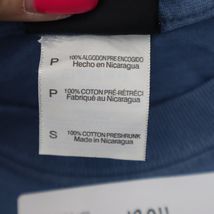 P 100% ALGODON PRE-ENCOGIDO
Hecho en Nicaragua
P 100% COTON PRÉ-RÉTRÉCI
Fabriqué au Nicaragua
S 100% COTTON PRESHRUNK
Made in Nicaragua